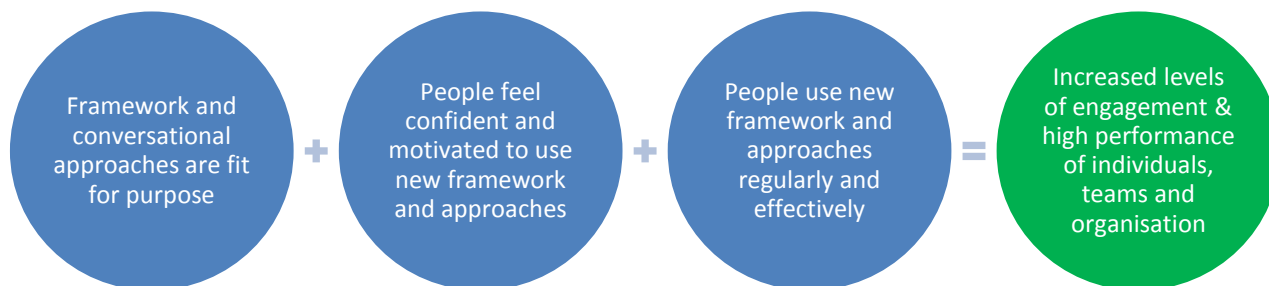 Framework and
conversational
approaches are fit
for purpose
+
People feel
confident and
motivated to use
new framework
and approaches
+
People use new
framework and
approaches
regularly and
effectively
=
Increased levels
of engagement &
high performance
of individuals,
teams and
organisation